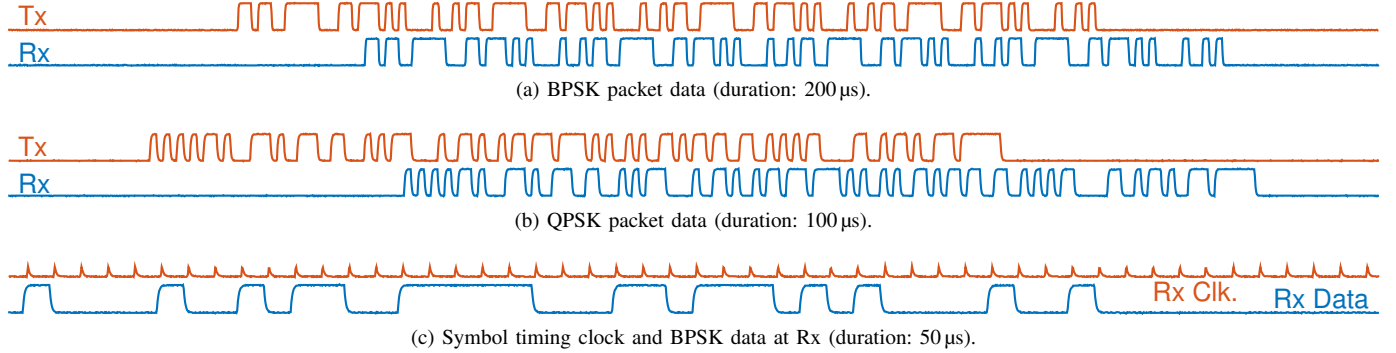 Tx
Rx
(a) BPSK packet data (duration: 200 µs).
Tx
Rx
(b) QPSK packet data (duration: 100 µs).
Rx Clk.
Rx Data
(c) Symbol timing clock and BPSK data at Rx (duration: 50 µs).